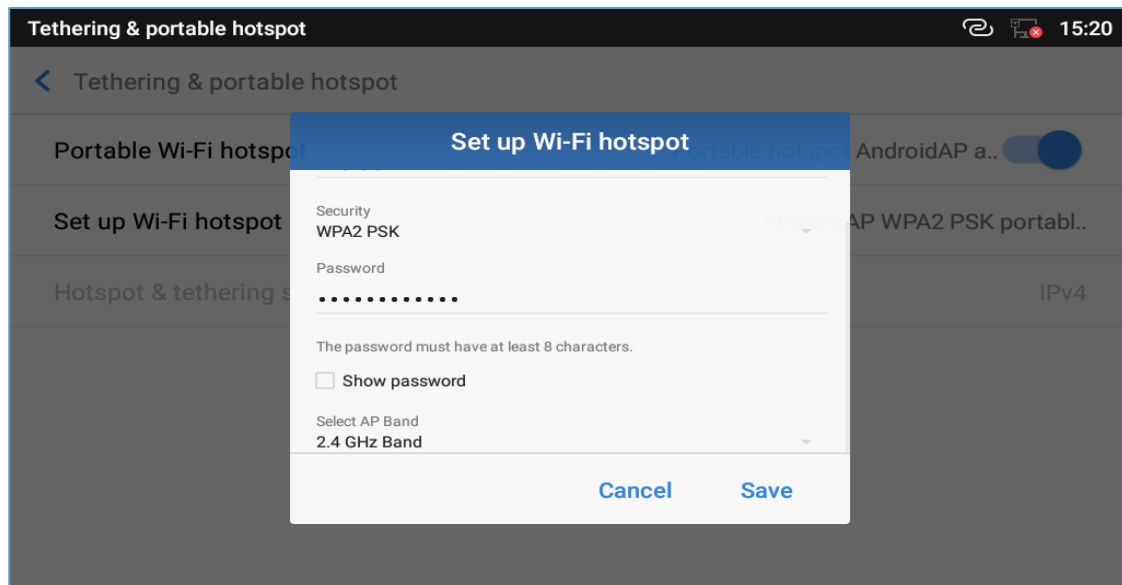 Tethering & portable hotspot
15:20
Tethering & portable hotspot
Set up Wi-Fi hotspot
Portable Wi-Fi hotspot
Portable hotspot AndroidAP a..
Security
WPA2 PSK
Set up Wi-Fi hotspot
AndroidAP WPA2 PSK portabl..
Password
••••••••••••
Hotspot & tethering s
IPv4
The password must have at least 8 characters.
Show password
Select AP Band
2.4 GHz Band
Cancel
Save